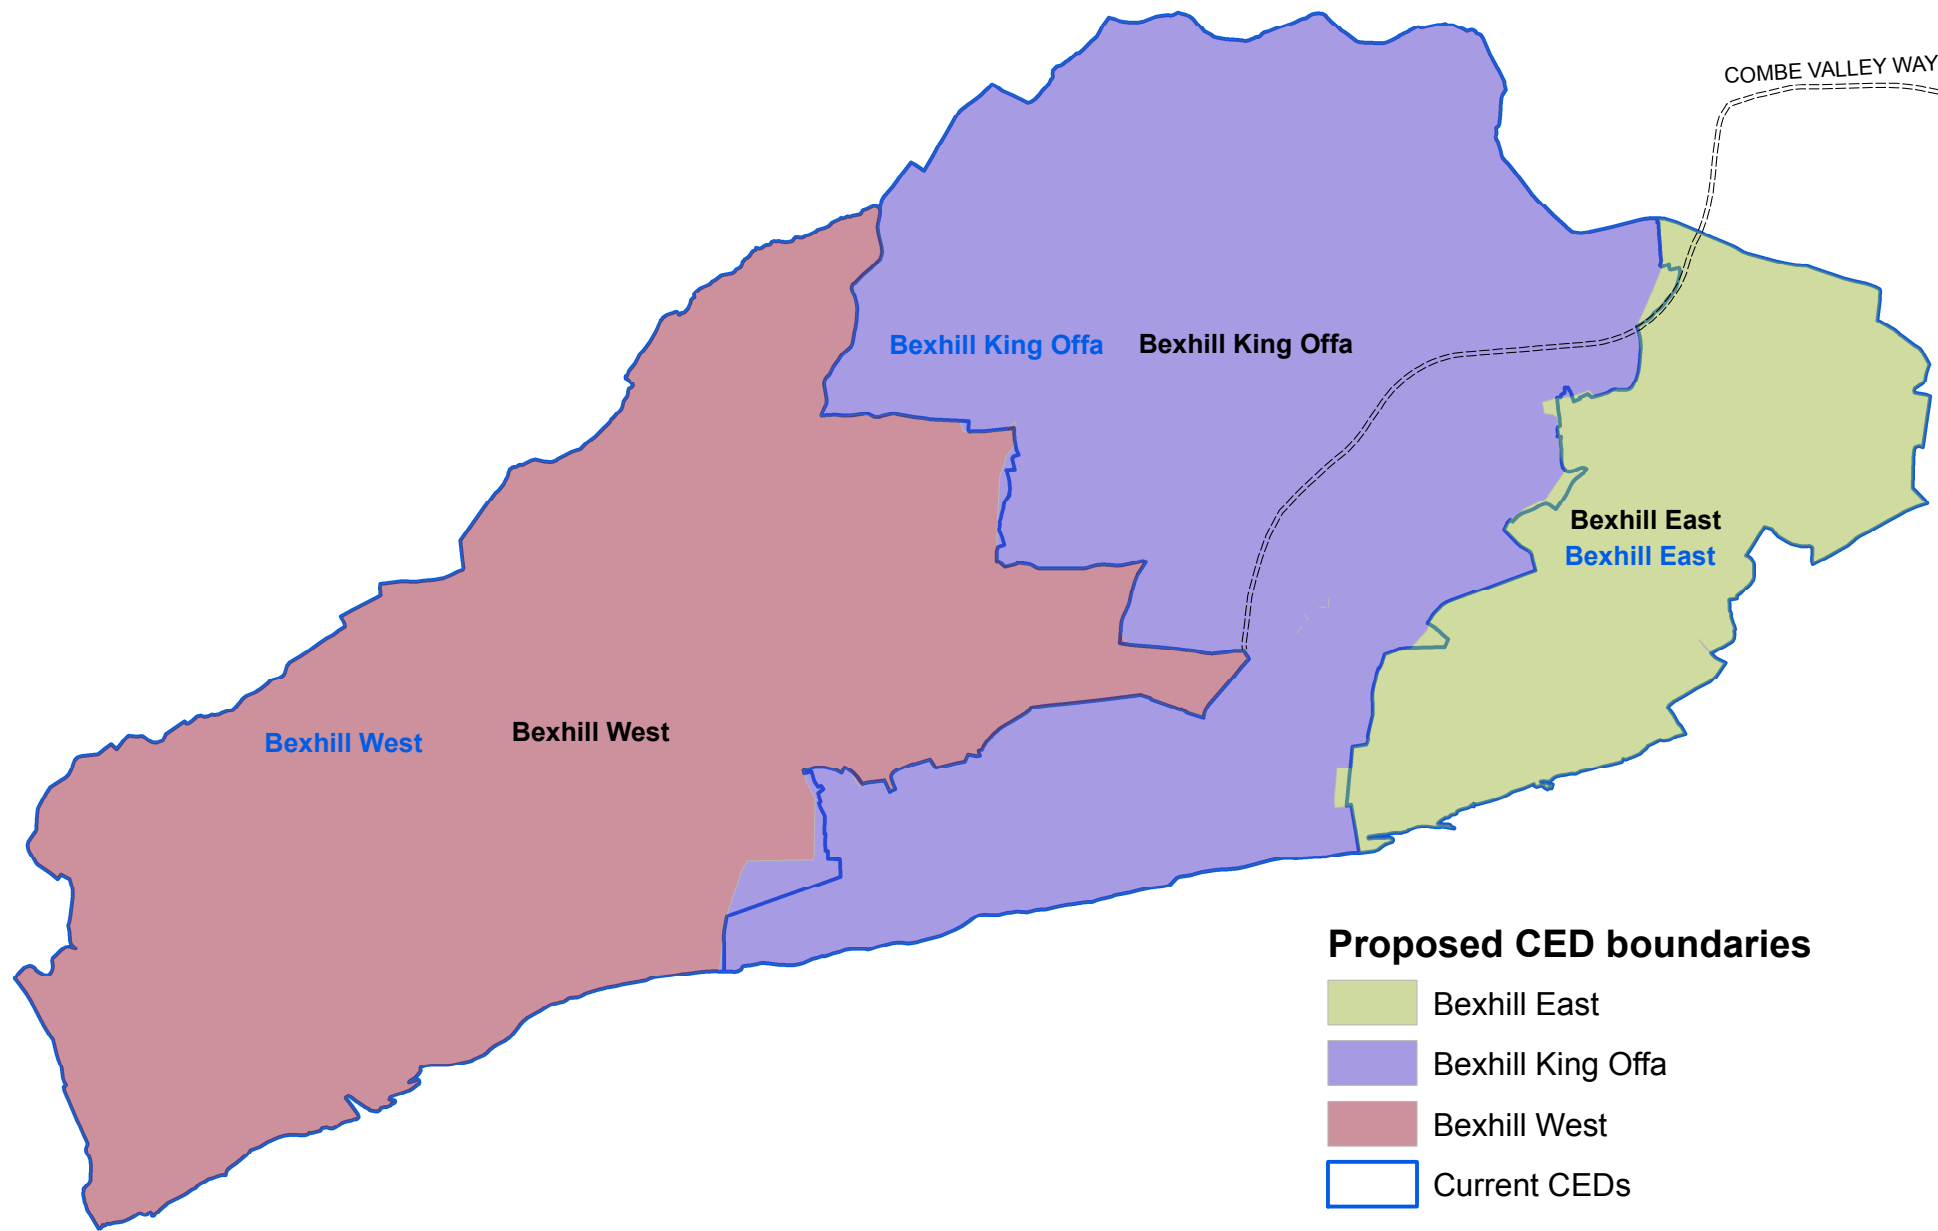 COMBE VALLEY WAY
Bexhill King Offa
Bexhill King Offa
Bexhill East
Bexhill East
Bexhill West
Bexhill West
Proposed CED boundaries
Bexhill East
Bexhill King Offa
Bexhill West
Current CEDs